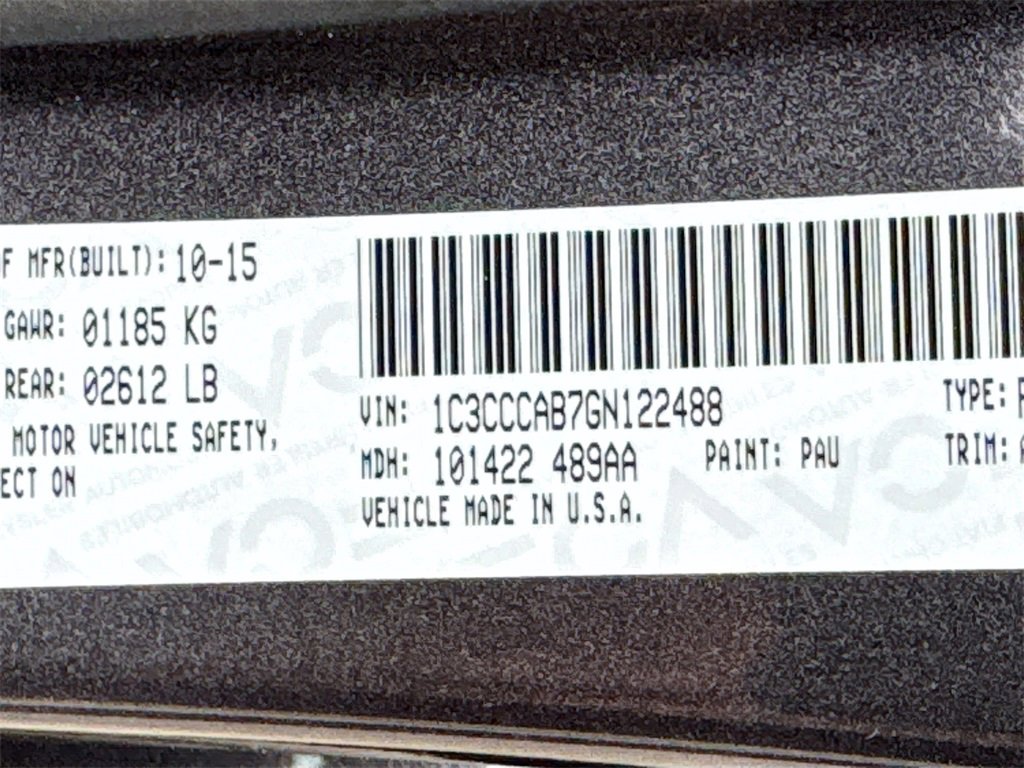 F MFR(BUILT): 10-15
GAWR: 01185 KG
REAR: 02612 LB
MOTOR VEHICLE SAFETY,
ECT ON
VIN: 1C3CCCAB7GN122488
TYPE:
MDH: 101422 489AA
PAINT: PAU
TRIM:
VEHICLE MADE IN U.S.A.